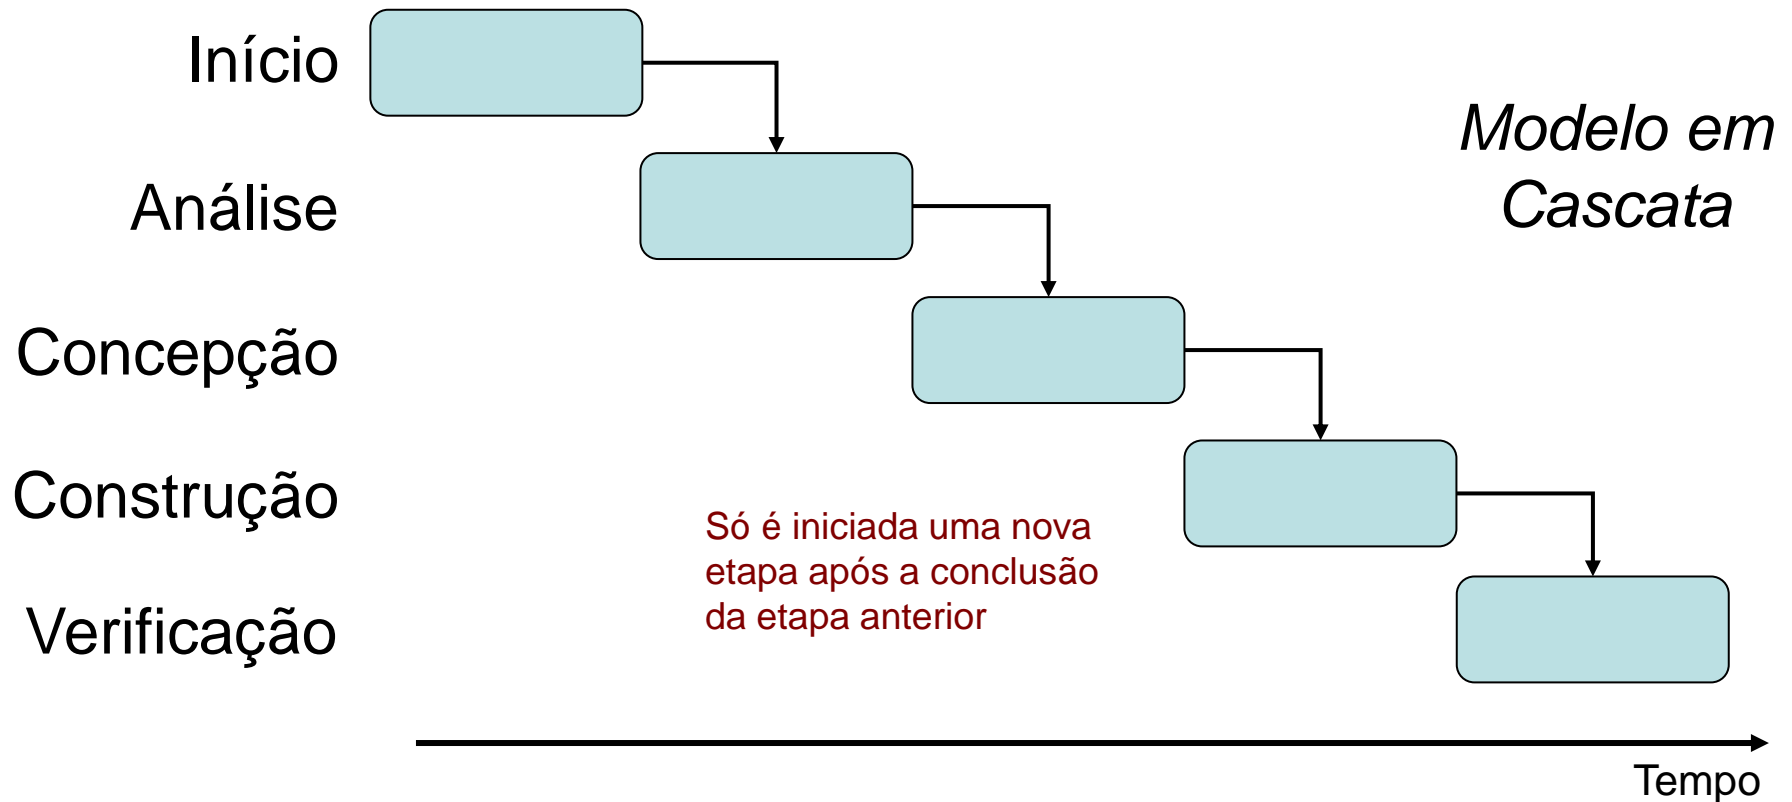 Início
Modelo em
Cascata
Análise
Concepção
Construção
Só é iniciada uma nova
etapa após a conclusão
da etapa anterior
Verificação
Tempo